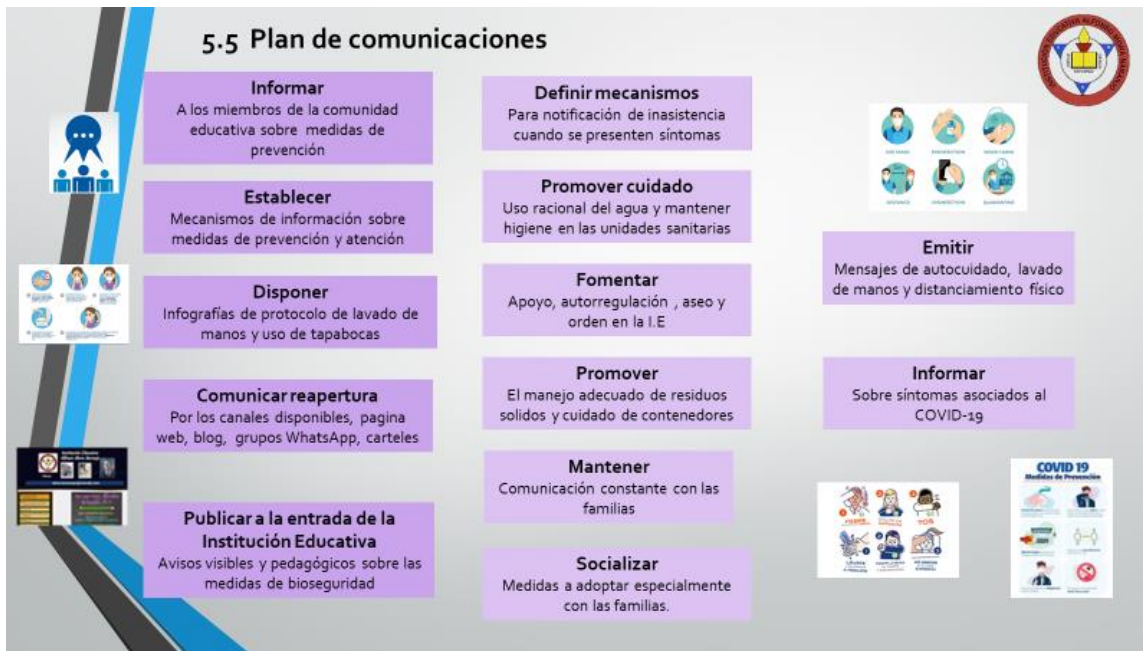 5.5 Plan de comunicaciones
INSTITUCIÓN EDUCATIVA ALFONSO MORA NARANJO
Informar
A los miembros de la comunidad
educativa sobre medidas de
prevención
Establecer
Mecanismos de información sobre
medidas de prevención y atención
Disponer
Infografías de protocolo de lavado de
manos y uso de tapabocas
Comunicar reapertura
Por los canales disponibles, pagina
web, blog, grupos WhatsApp, carteles
Publicar a la entrada de la
Institución Educativa
Avisos visibles y pedagógicos sobre las
medidas de bioseguridad
Definir mecanismos
Para notificación de inasistencia
cuando se presenten síntomas
Promover cuidado
Uso racional del agua y mantener
higiene en las unidades sanitarias
Fomentar
Apoyo, autorregulación , aseo y
orden en la I.E
Promover
El manejo adecuado de residuos
solidos y cuidado de contenedores
Mantener
Comunicación constante con las
familias
Socializar
Medidas a adoptar especialmente
con las familias.
Emitir
Mensajes de autocuidado, lavado
de manos y distanciamiento físico
Informar
Sobre síntomas asociados al
COVID-19
TOS
COVID 19
Medidas de Prevención